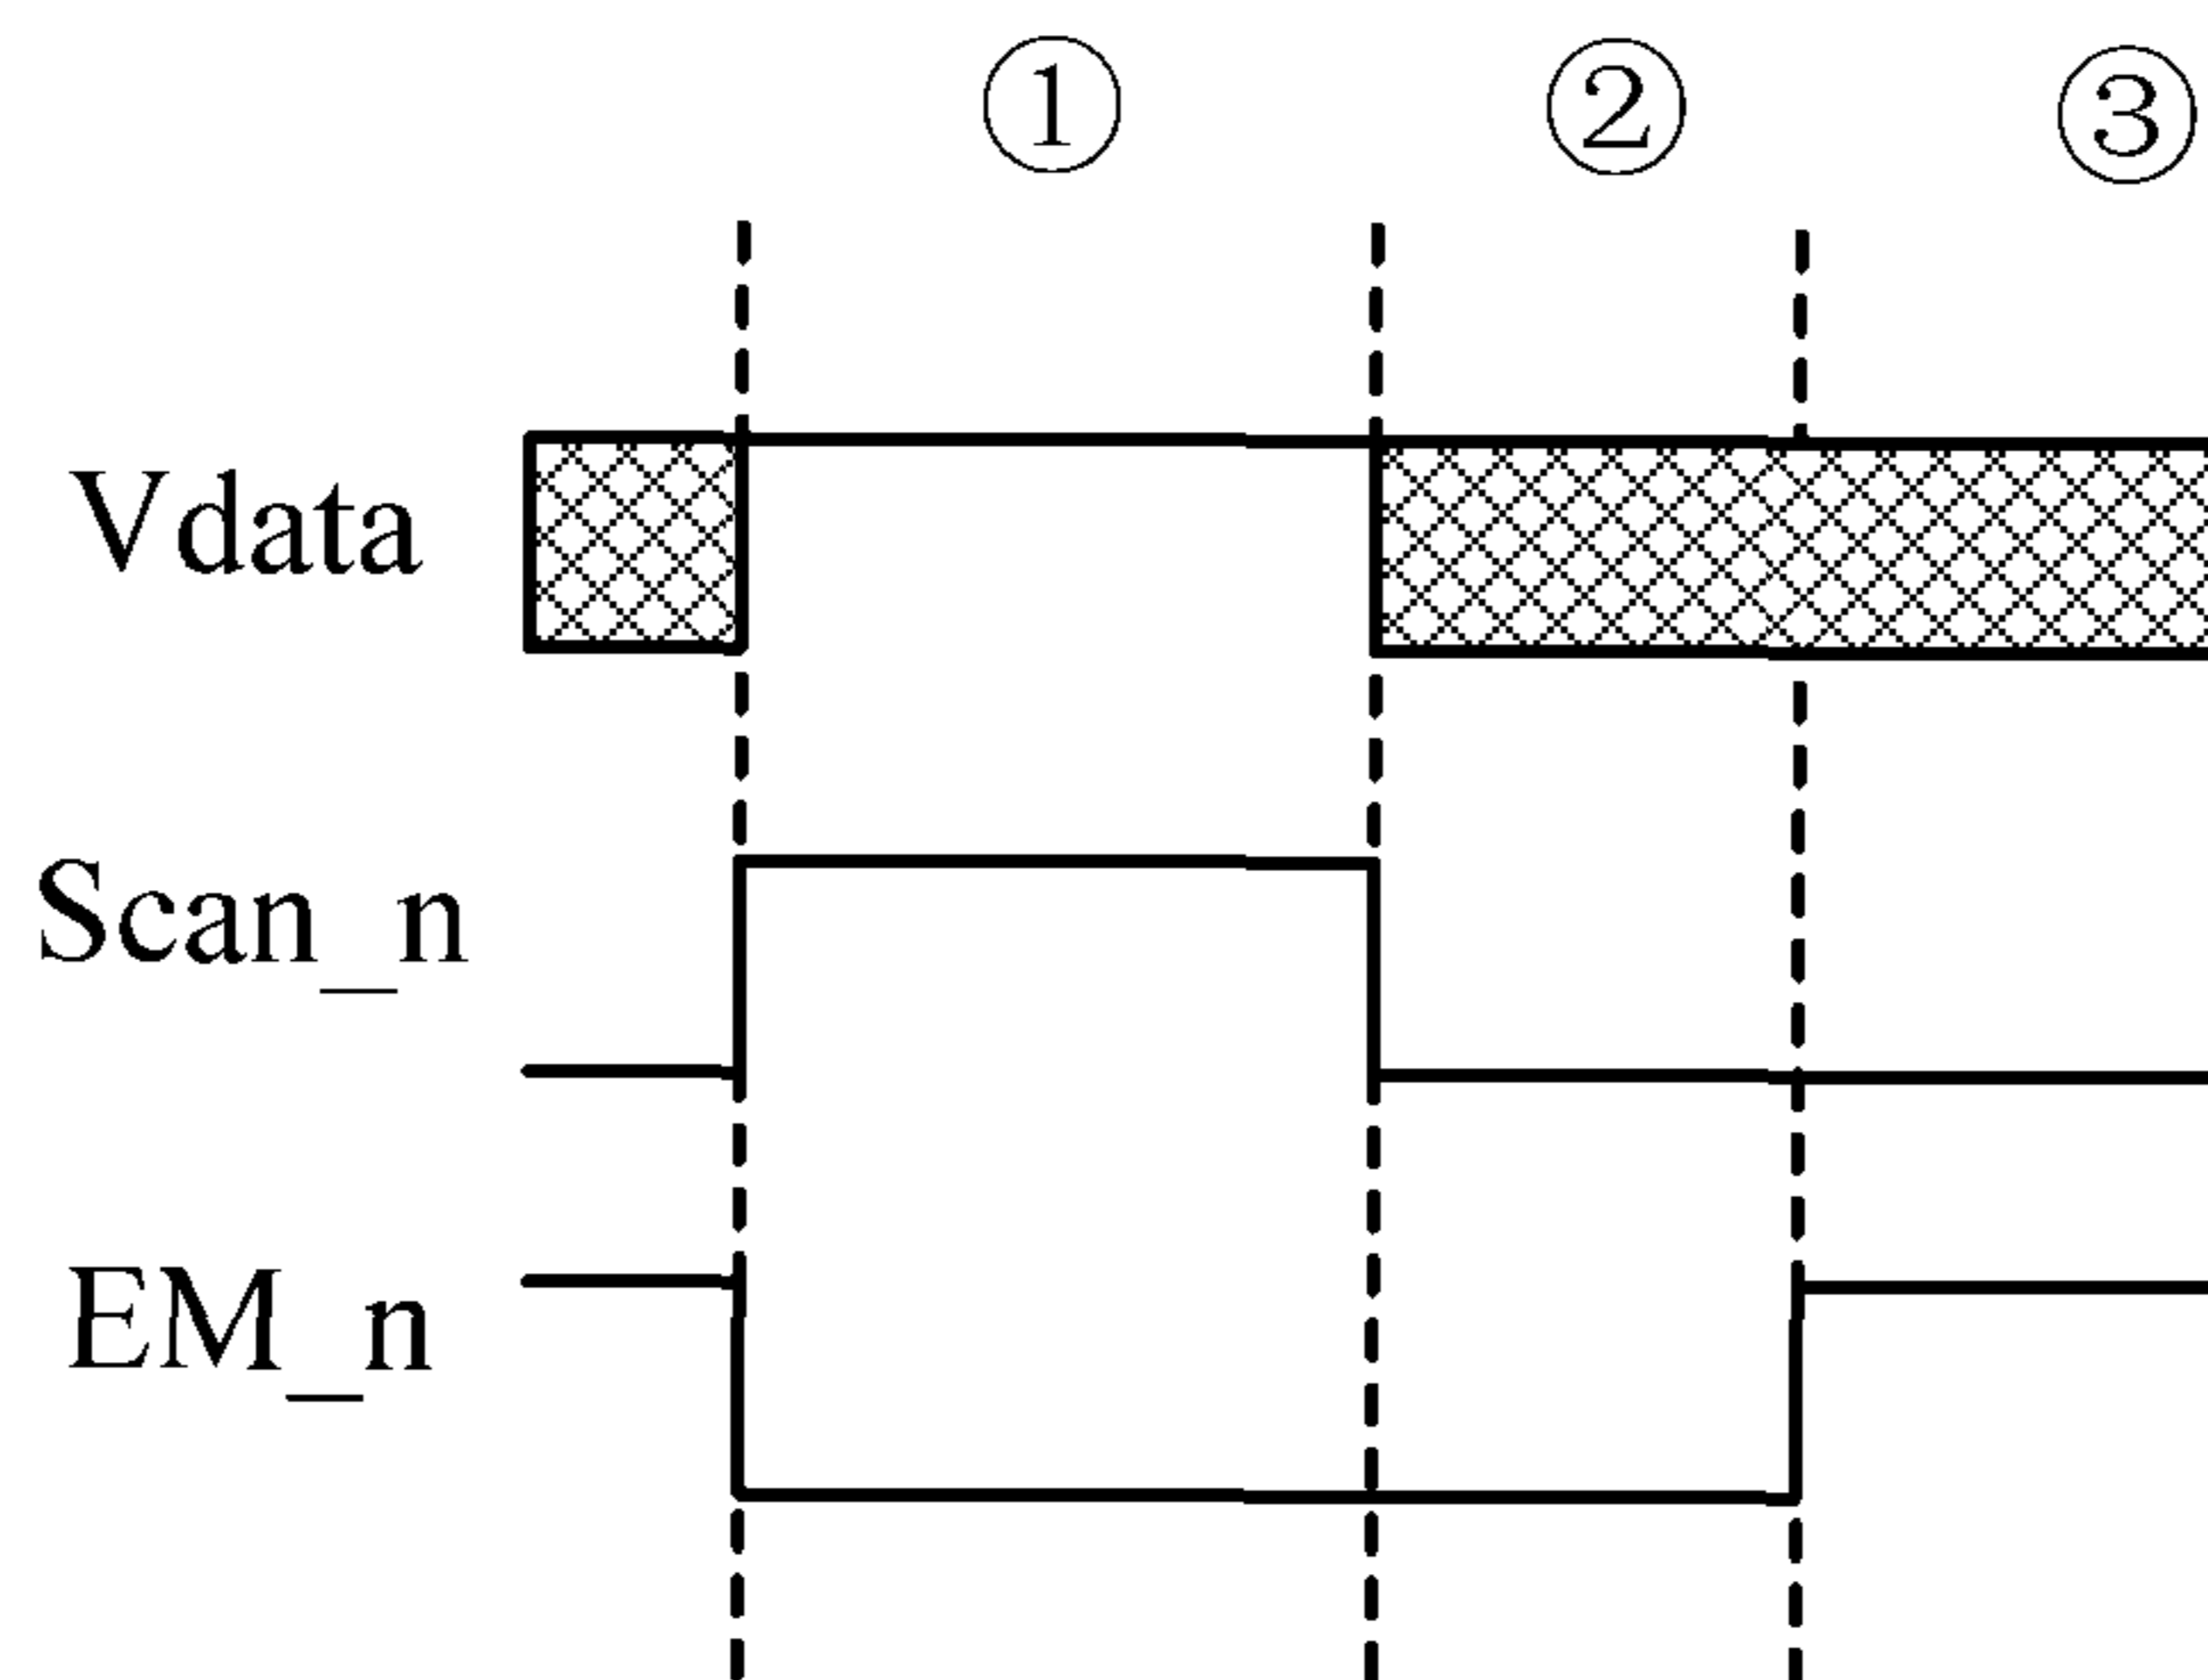 ① ② ③
Vdata
Scan_n
EM_n